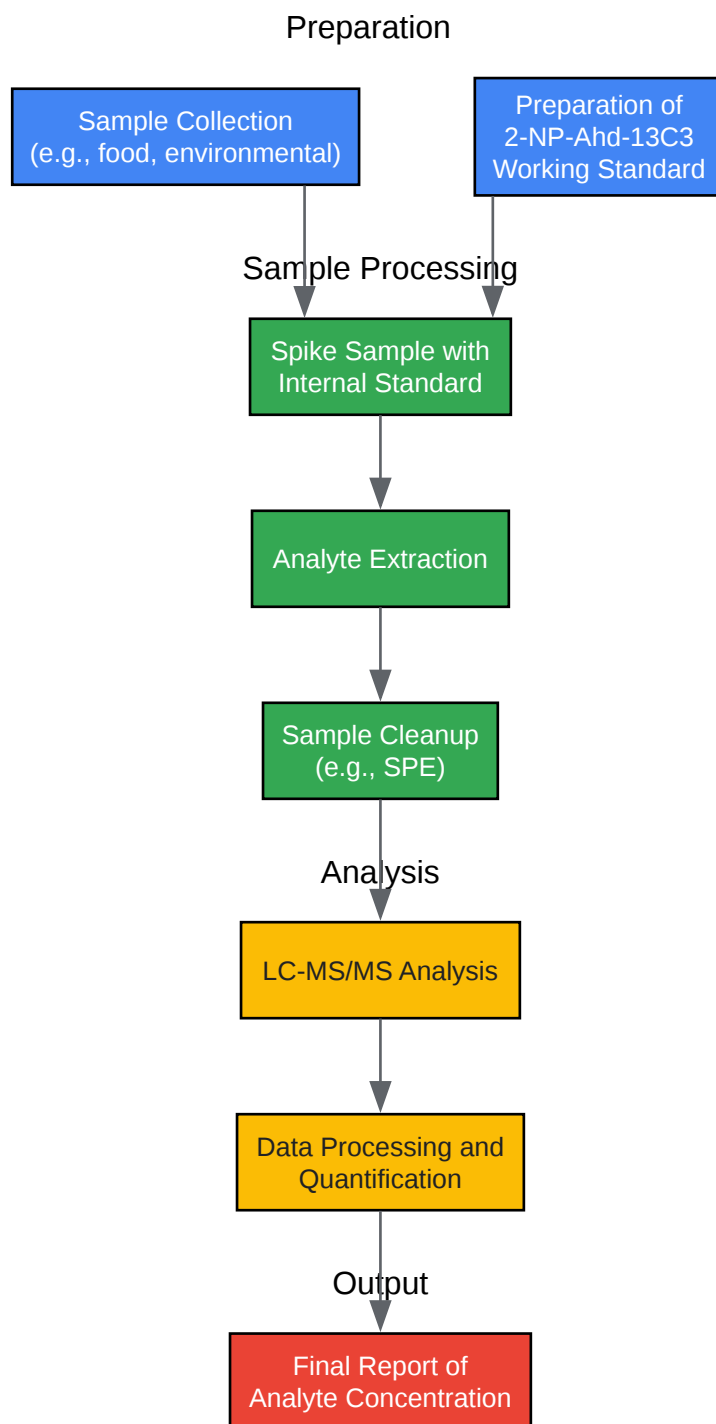 Preparation
Sample Collection
(e.g., food, environmental)
Preparation of
2-NP-Ahd-13C3
Working Standard
Sample Processing
Spike Sample with
Internal Standard
Analyte Extraction
Sample Cleanup
(e.g., SPE)
Analysis
LC-MS/MS Analysis
Data Processing and
Quantification
Output
Final Report of
Analyte Concentration